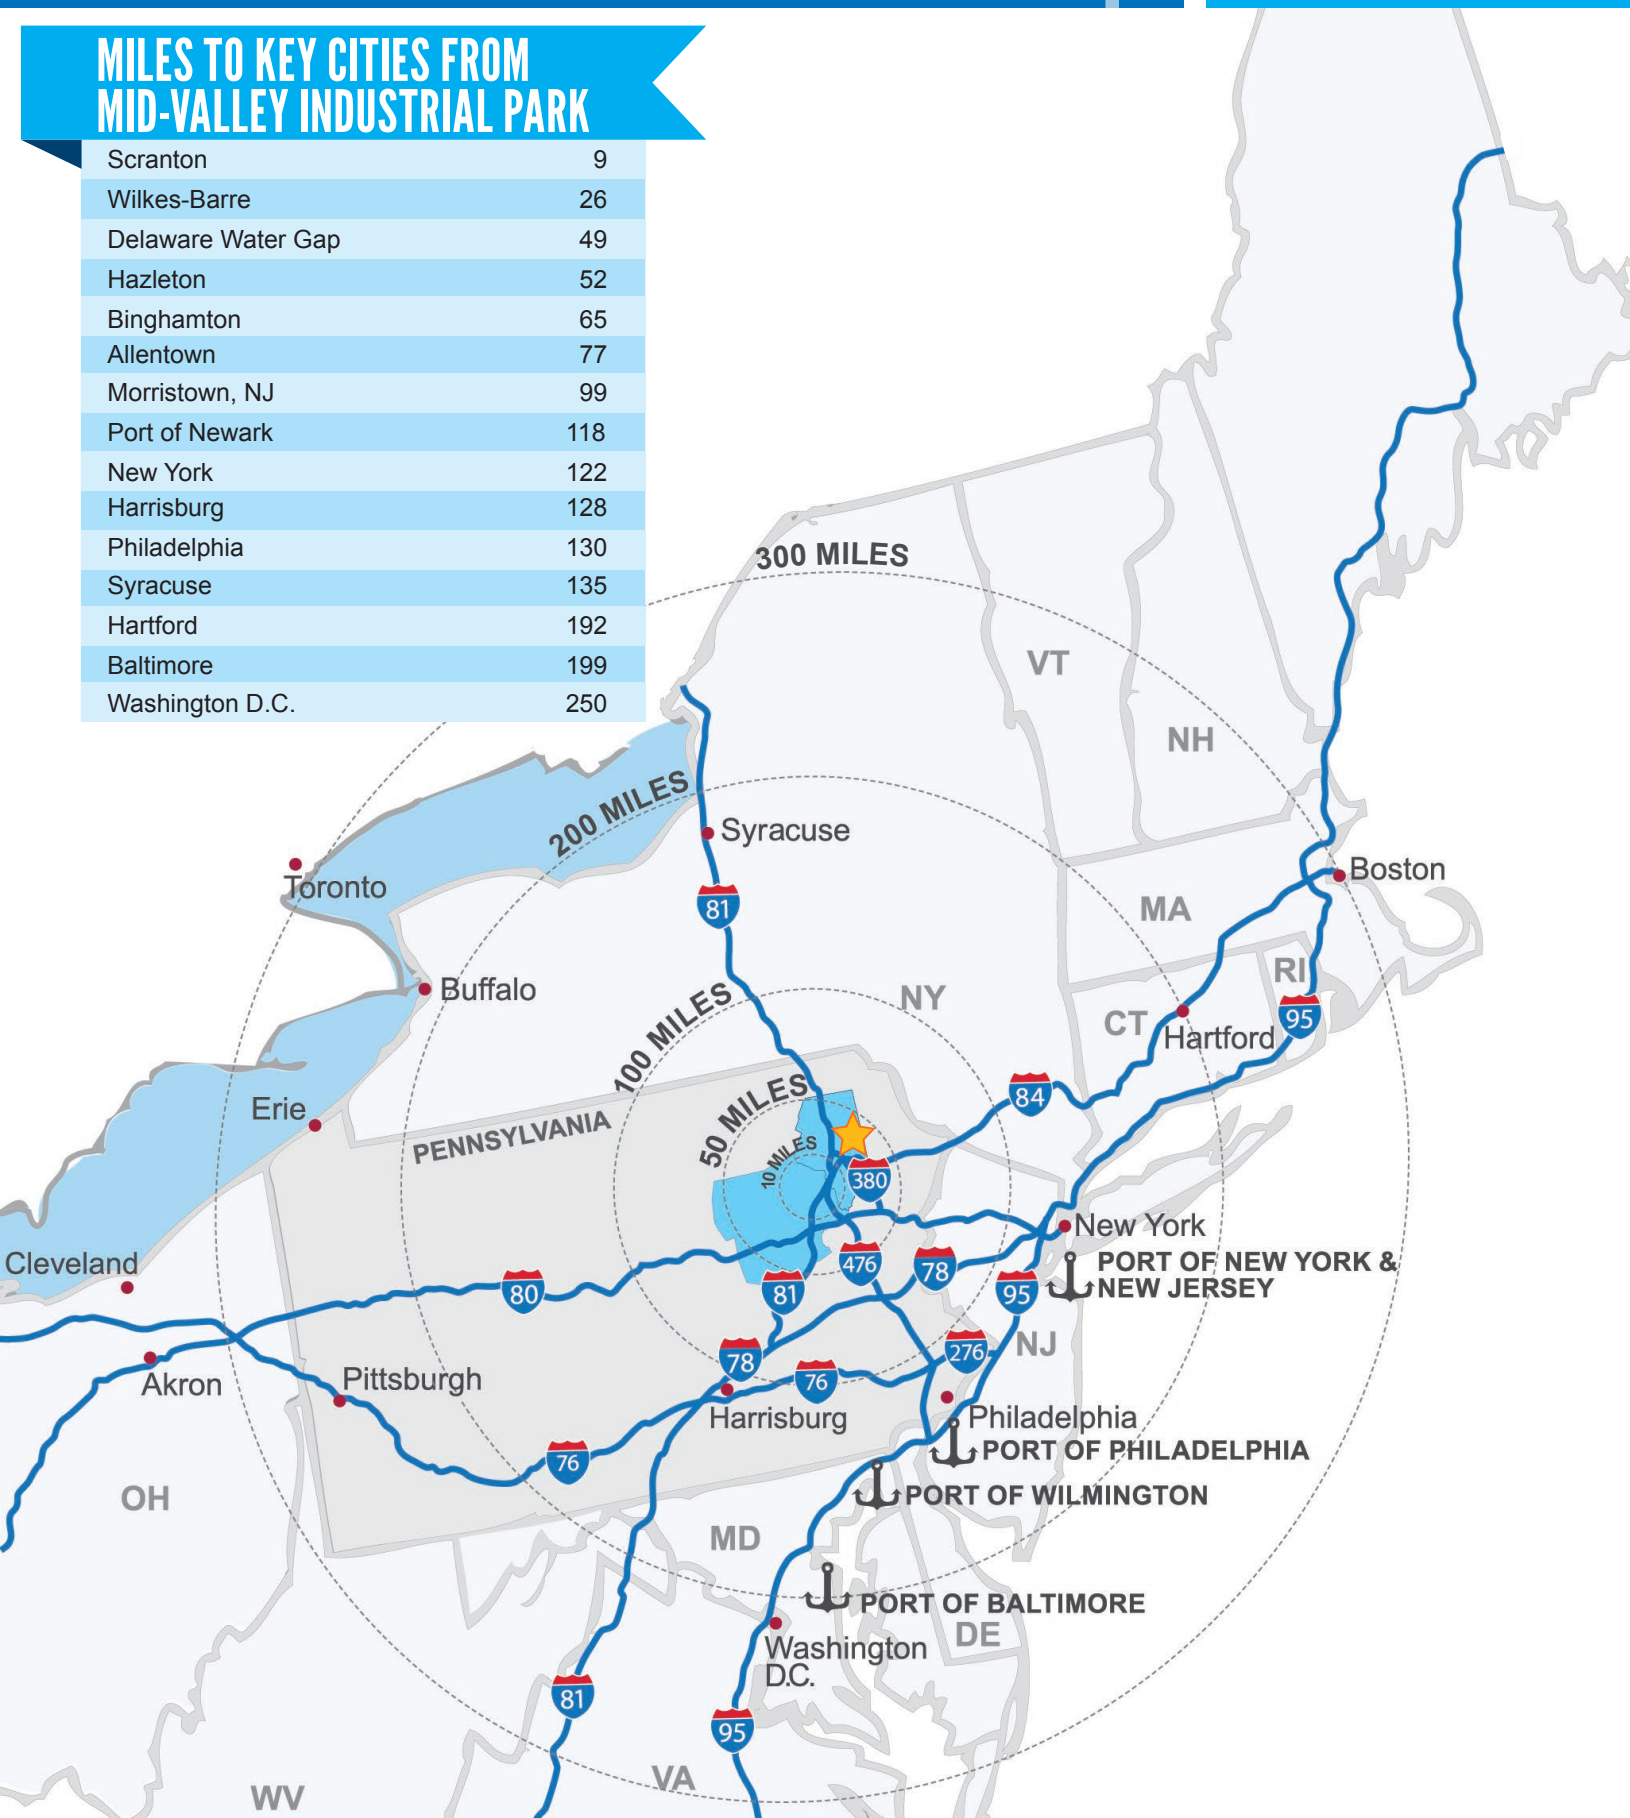 MILES TO KEY CITIES FROM
MID-VALLEY INDUSTRIAL PARK
Scranton 9
Wilkes-Barre 26
Delaware Water Gap 49
Hazleton 52
Binghamton 65
Allentown 77
Morristown, NJ 99
Port of Newark 118
New York 122
Harrisburg 128
Philadelphia 130
Syracuse 135
Hartford 192
Baltimore 199
Washington D.C. 250
300 MILES
VT
NH
200 MILES
Syracuse
Boston
Toronto
81
MA
RI
Buffalo
100 MILES
NY
CT
Hartford
95
50 MILES
84
Erie
PENNSYLVANIA
10 MILES
380
New York
Cleveland
PORT OF NEW YORK &
NEW JERSEY
476
78
80
81
95
NJ
276
78
76
Akron
Pittsburgh
Harrisburg
Philadelphia
PORT OF PHILADELPHIA
76
OH
PORT OF WILMINGTON
MD
PORT OF BALTIMORE
DE
Washington
D.C.
81
95
VA
WV